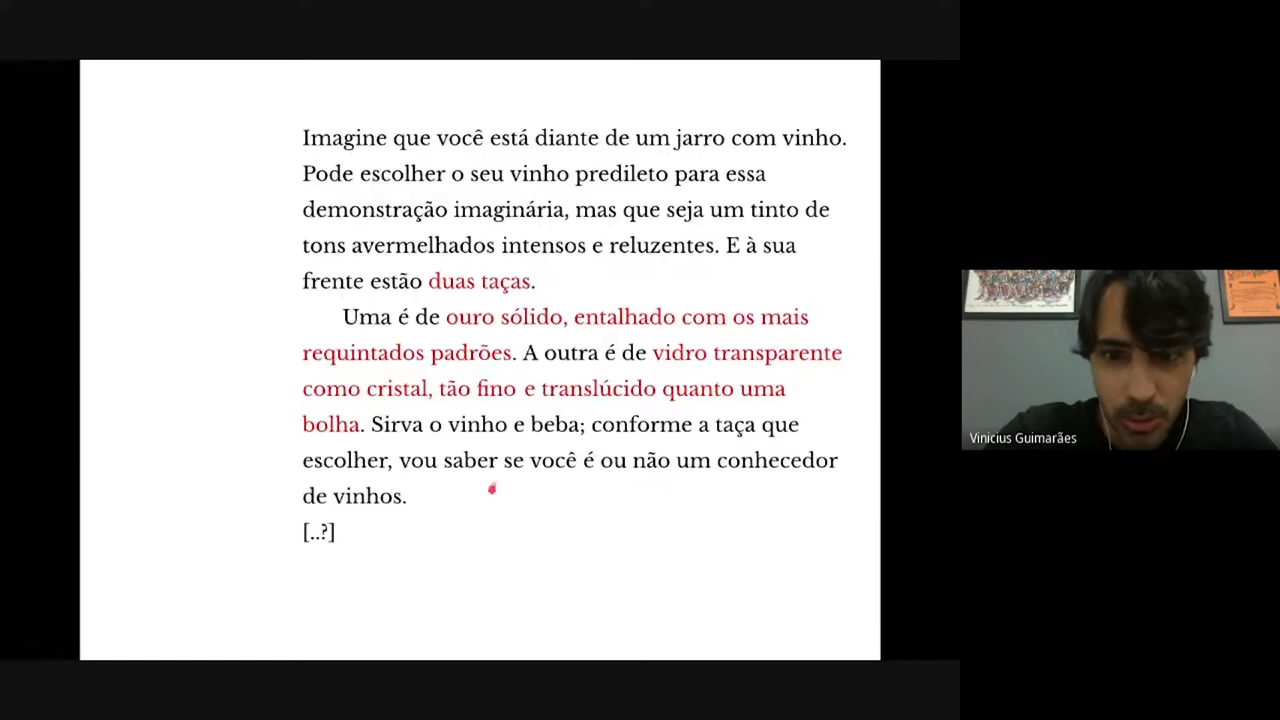 Imagine que você está diante de um jarro com vinho.
Pode escolher o seu vinho predileto para essa
demonstração imaginária, mas que seja um tinto de
tons avermelhados intensos e reluzentes. E à sua
frente estão duas taças.
Uma é de ouro sólido, entalhado com os mais
requintados padrões. A outra é de vidro transparente
como cristal, tão fino e translúcido quanto uma
bolha. Sirva o vinho e beba; conforme a taça que
escolher, vou saber se você é ou não um conhecedor
de vinhos.
[..?]
Vinicius Guimarães